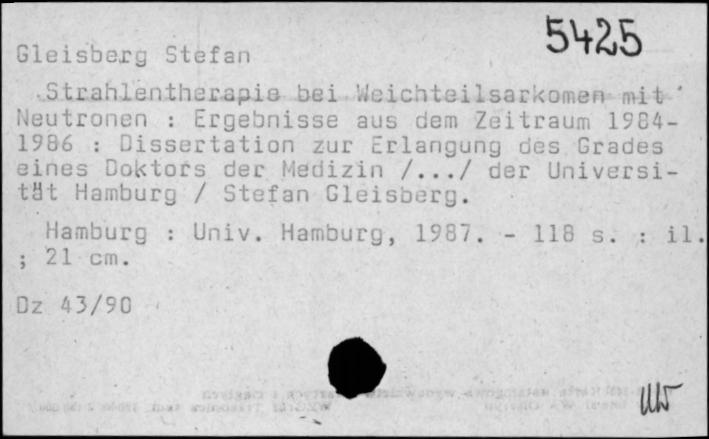 5425
Gleisberg Stefan
Strahlentherapie bei Weichteilsarkomen mit
Neutronen : Ergebnisse aus dem Zeitraum 1984-
1986 : Dissertation zur Erlangung des Grades
eines Doktors der Medizin /.../ der Universi-
tät Hamburg / Stefan Gleisberg.
Hamburg : Univ. Hamburg, 1987. - 118 s. : il.
; 21 cm.
Dz 43/90